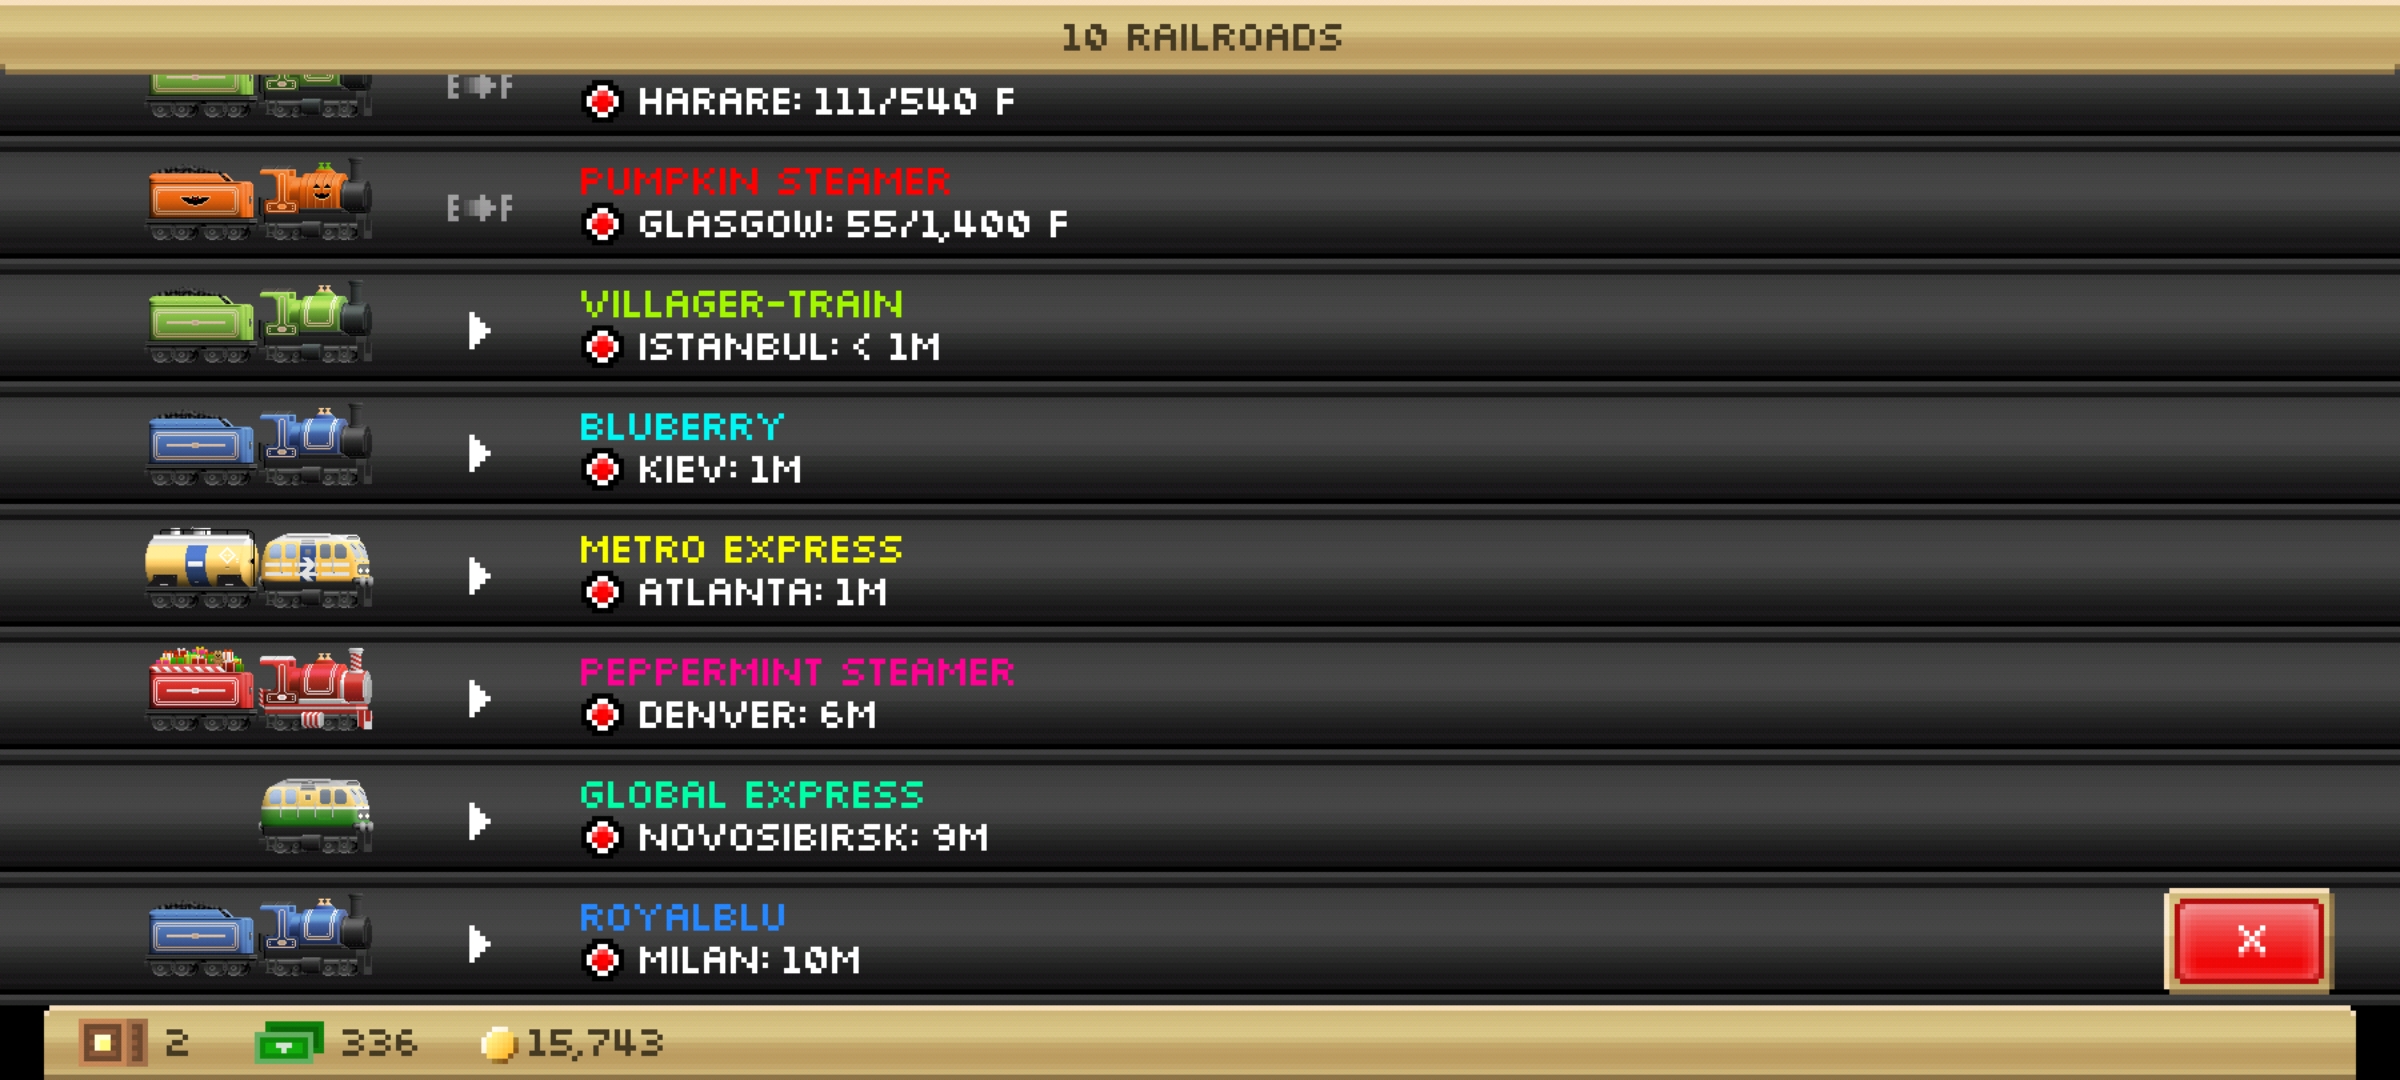 10 RAILROADS
E F
HARARE: 111/540 F
PUMPKIN STEAMER
E F
GLASGOW: 55/1,400 F
VILLAGER-TRAIN
ISTANBUL: < 1M
BLUBERRY
KIEV: 1M
METRO EXPRESS
ATLANTA: 1M
PEPPERMINT STEAMER
DENVER: 6M
GLOBAL EXPRESS
NOVOSIBIRSK: 9M
ROYALBLU
MILAN: 10M
X
2 336 15,743